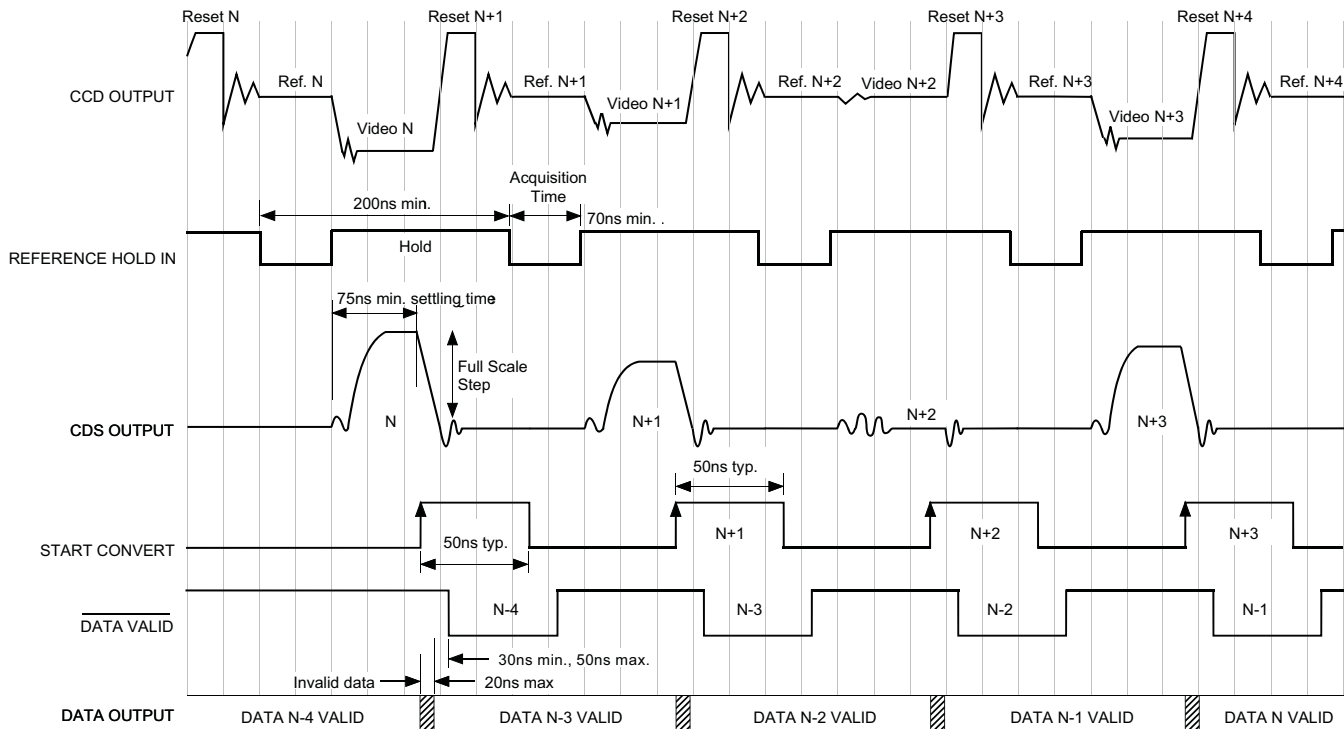 Reset N
Reset N+1
Reset N+2
Reset N+3
Reset N+4
CCD OUTPUT
Ref. N
Video N
Ref. N+1
Video N+1
Ref. N+2
Video N+2
Ref. N+3
Video N+3
Ref. N+4
Acquisition
Time
200ns min.
70ns min. .
REFERENCE HOLD IN
Hold
75ns min. settling time
Full Scale
Step
CDS OUTPUT
N
N+1
N+2
N+3
50ns typ.
START CONVERT
50ns typ.
N+1
N+2
N+3
DATA VALID
N-4
N-3
N-2
N-1
30ns min., 50ns max.
Invalid data
20ns max
DATA OUTPUT
DATA N-4 VALID
DATA N-3 VALID
DATA N-2 VALID
DATA N-1 VALID
DATA N VALID